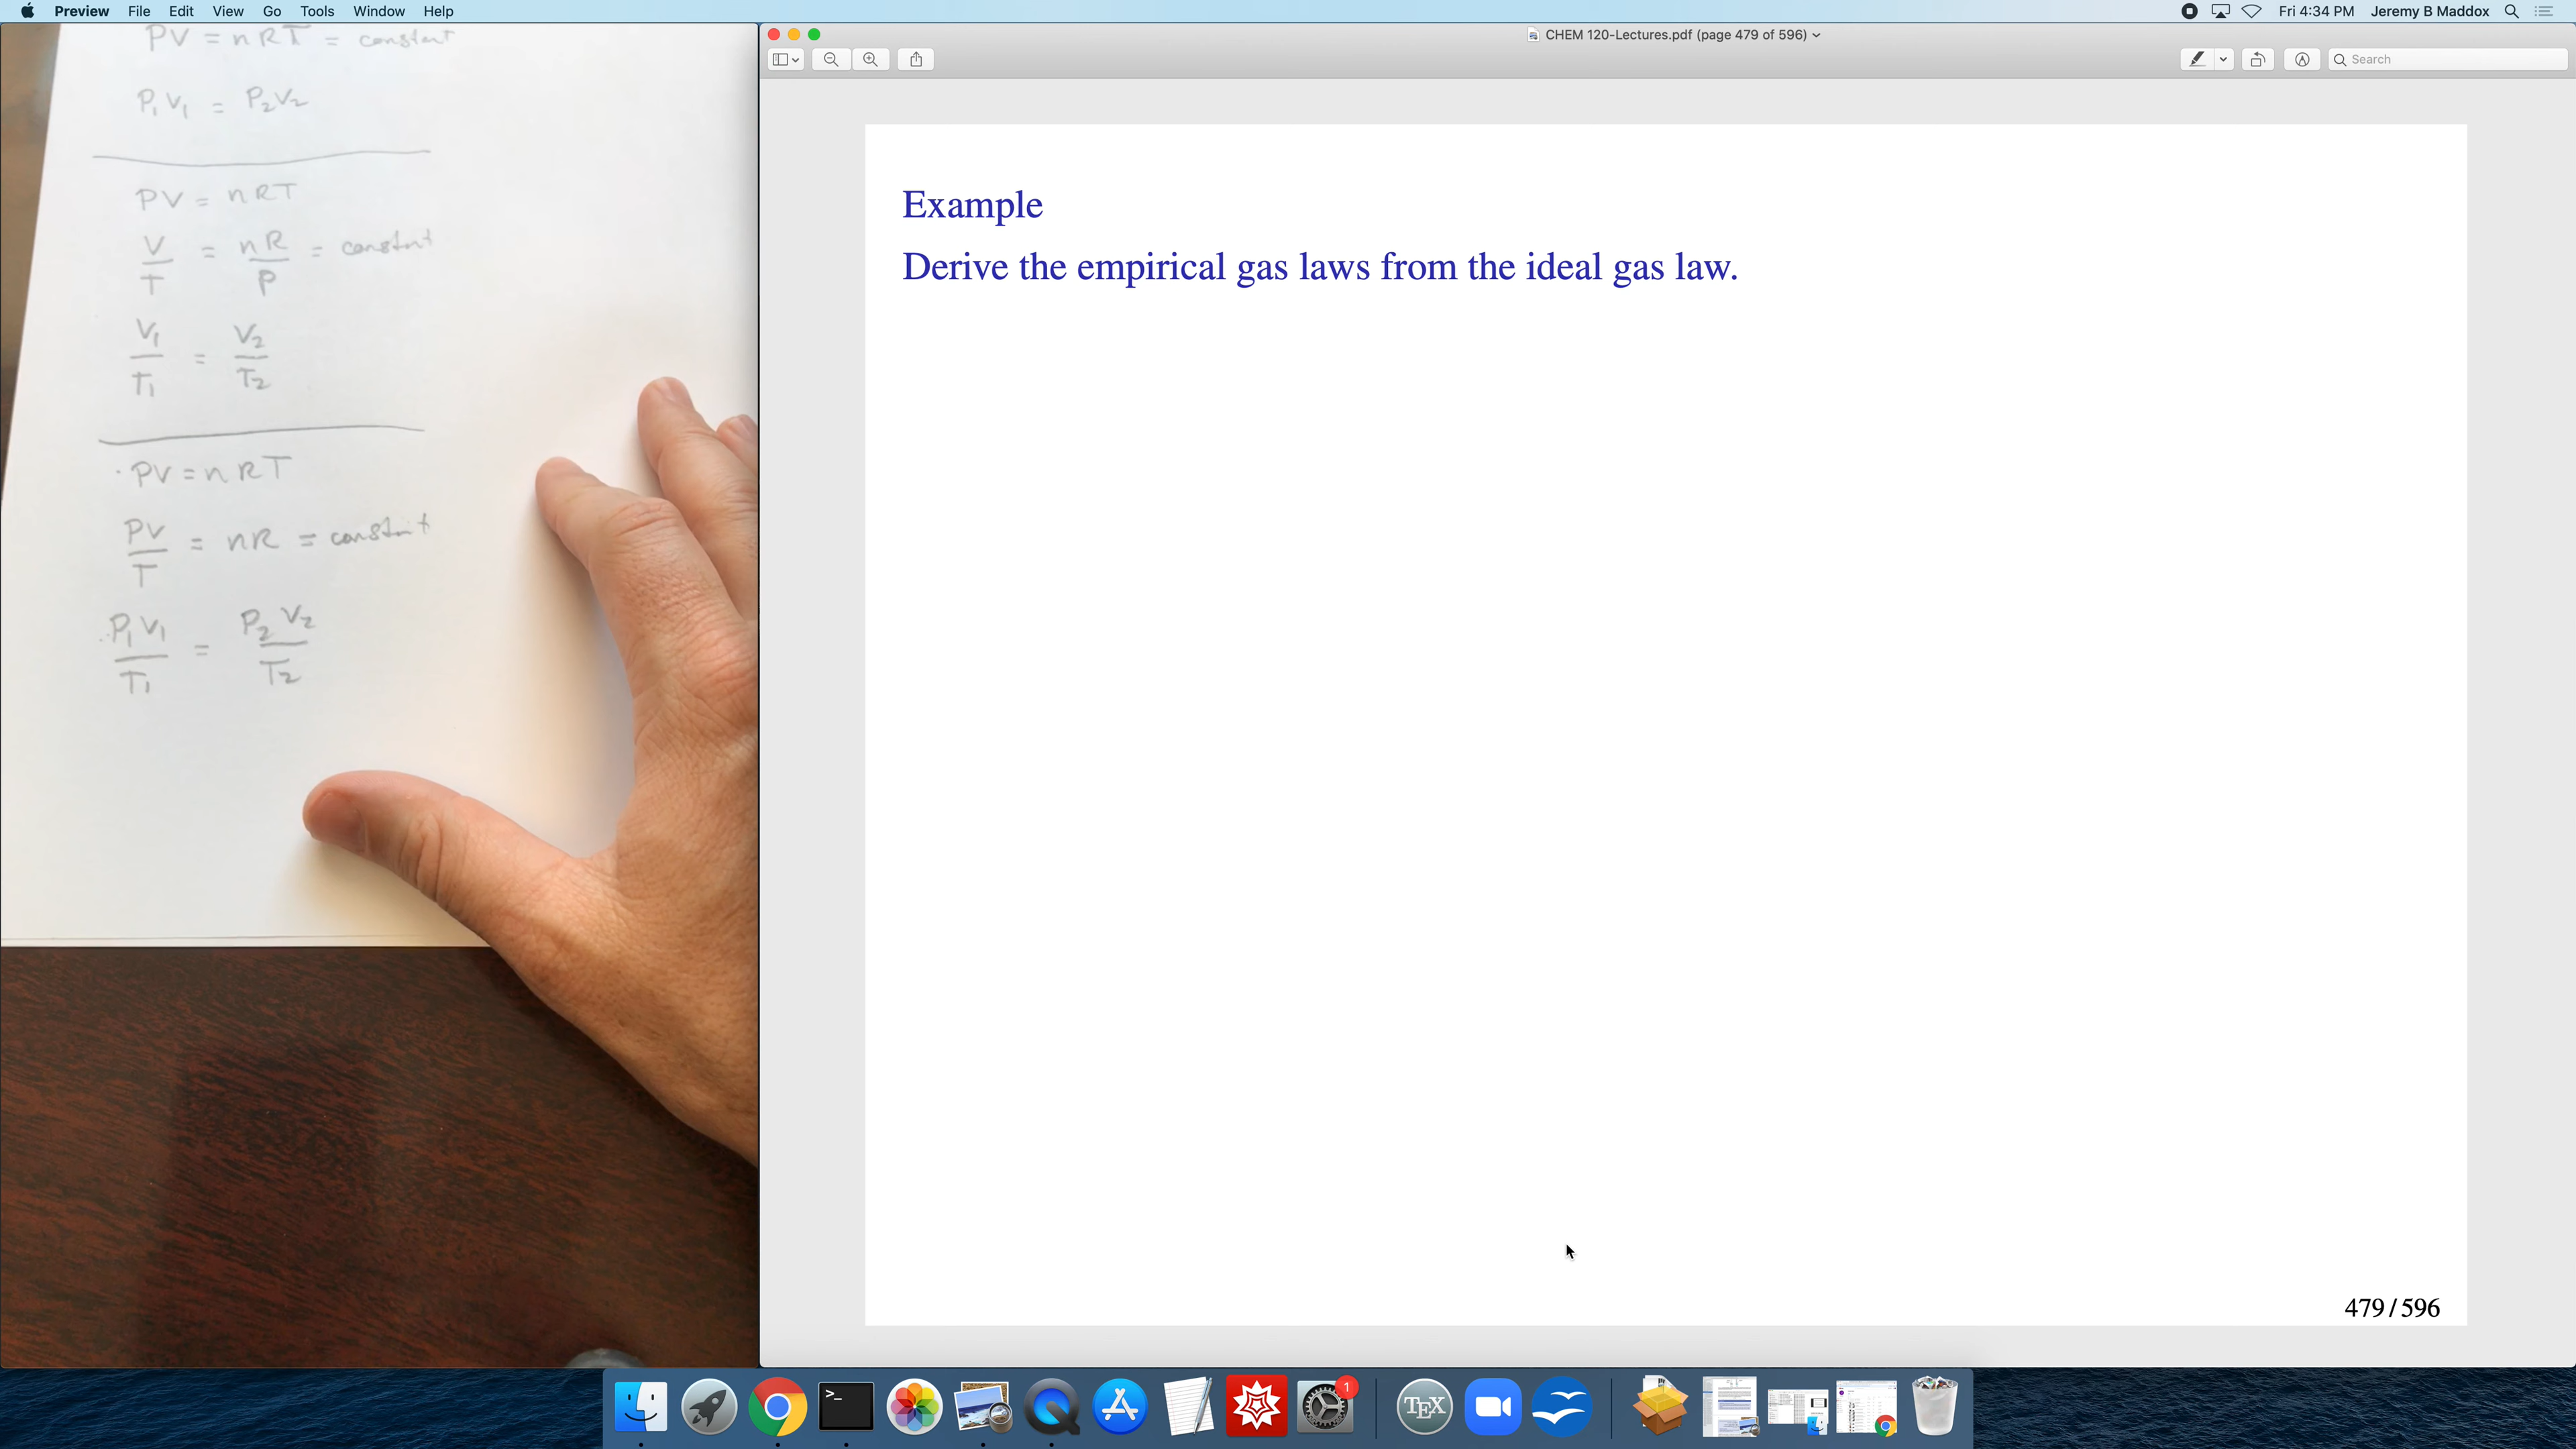 Preview File Edit View Go Tools Window Help
Fri 4:34 PM Jeremy B Maddox
PV = nRT = constant
P₁V₁ = P₂V₂
PV = nRT
V/T = nR/P = constant
V₁/T₁ = V₂/T₂
PV = nRT
PV/T = nR = constant
P₁V₁/T₁ = P₂V₂/T₂
CHEM 120-Lectures.pdf (page 479 of 596)
Search
Example
Derive the empirical gas laws from the ideal gas law.
479/596
>_
1
TEX